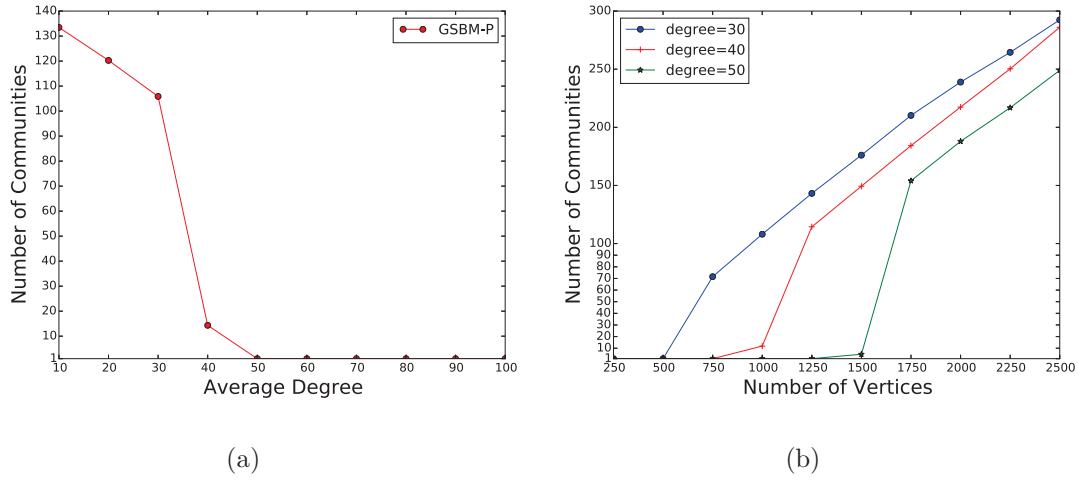 140
130
120
110
100
90
80
70
60
50
40
30
20
10
1
Number of Communities
GSBM-P
10 20 30 40 50 60 70 80 90 100
Average Degree
(a)
300
250
200
150
100
90
80
70
60
50
40
30
20
10
1
Number of Communities
degree=30
degree=40
degree=50
250 500 750 1000 1250 1500 1750 2000 2250 2500
Number of Vertices
(b)